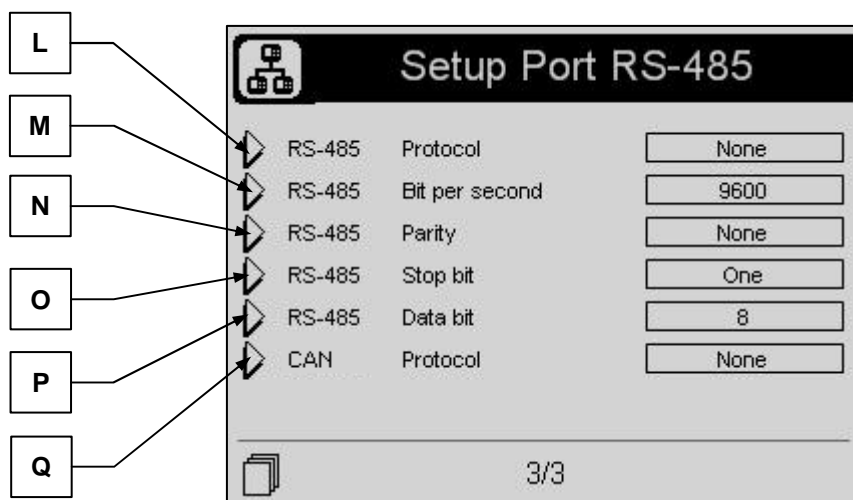 L
M
N
O
P
Q
Setup Port RS-485
RS-485 Protocol None
RS-485 Bit per second 9600
RS-485 Parity None
RS-485 Stop bit One
RS-485 Data bit 8
CAN Protocol None
3/3